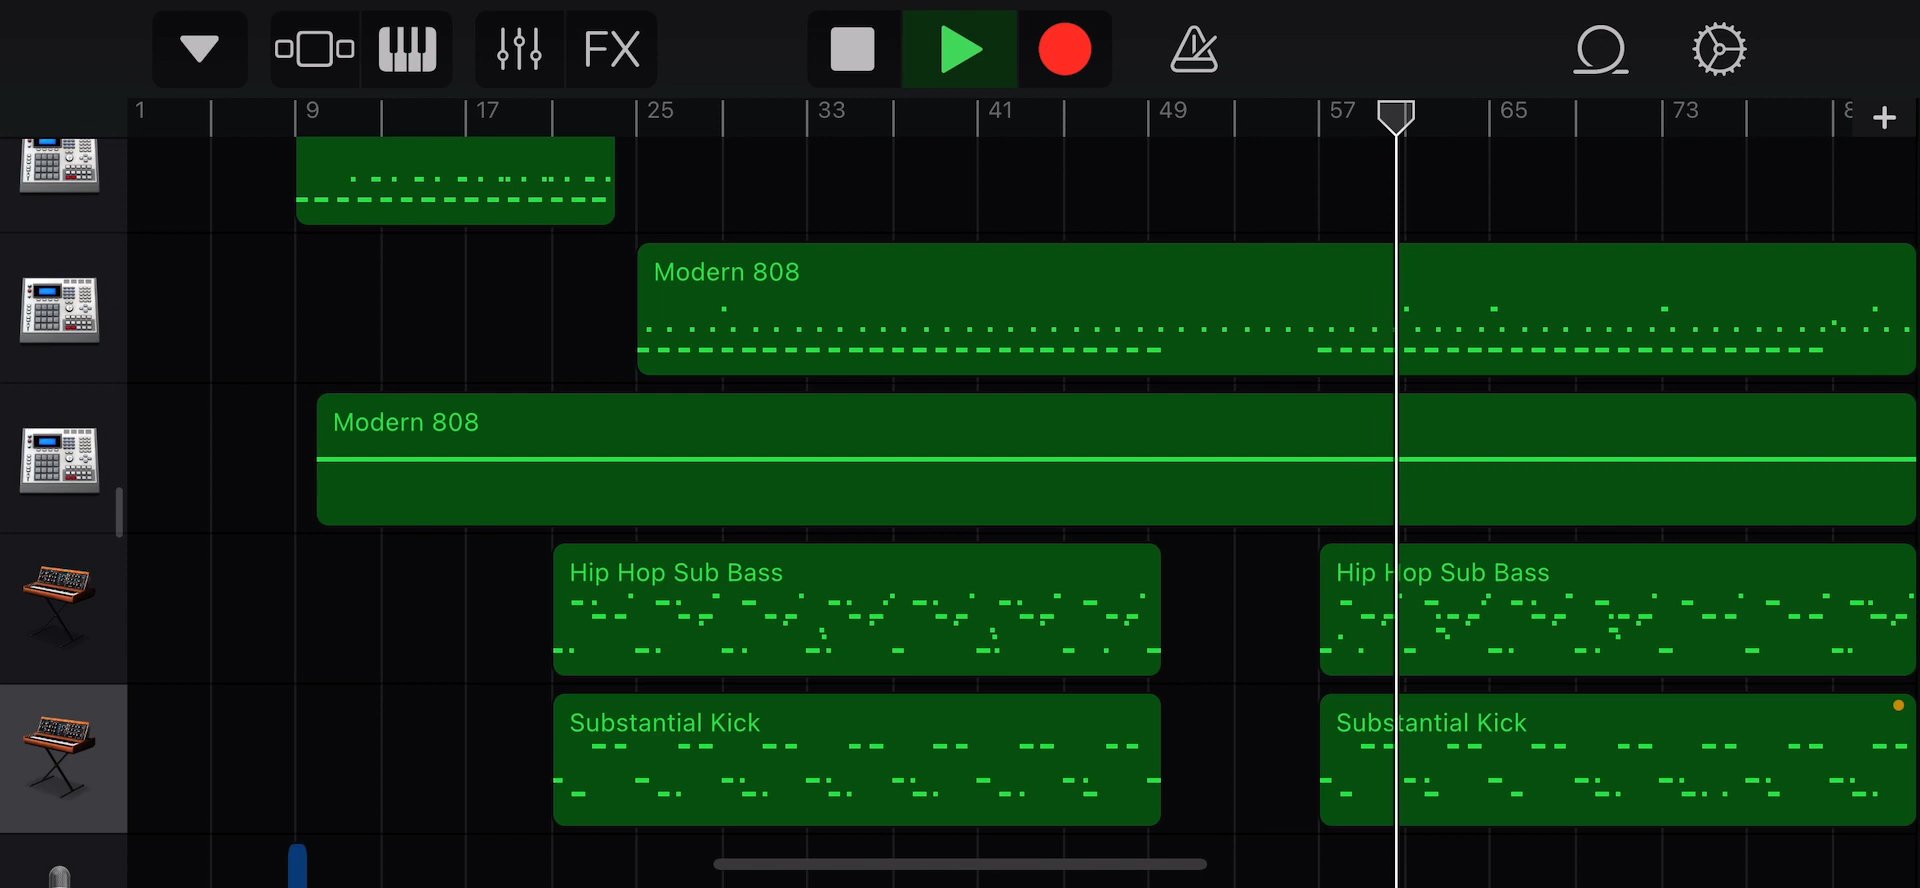 FX
1 9 17 25 33 41 49 57 65 73
Modern 808
Modern 808
Hip Hop Sub Bass Hip Hop Sub Bass
Substantial Kick Substantial Kick